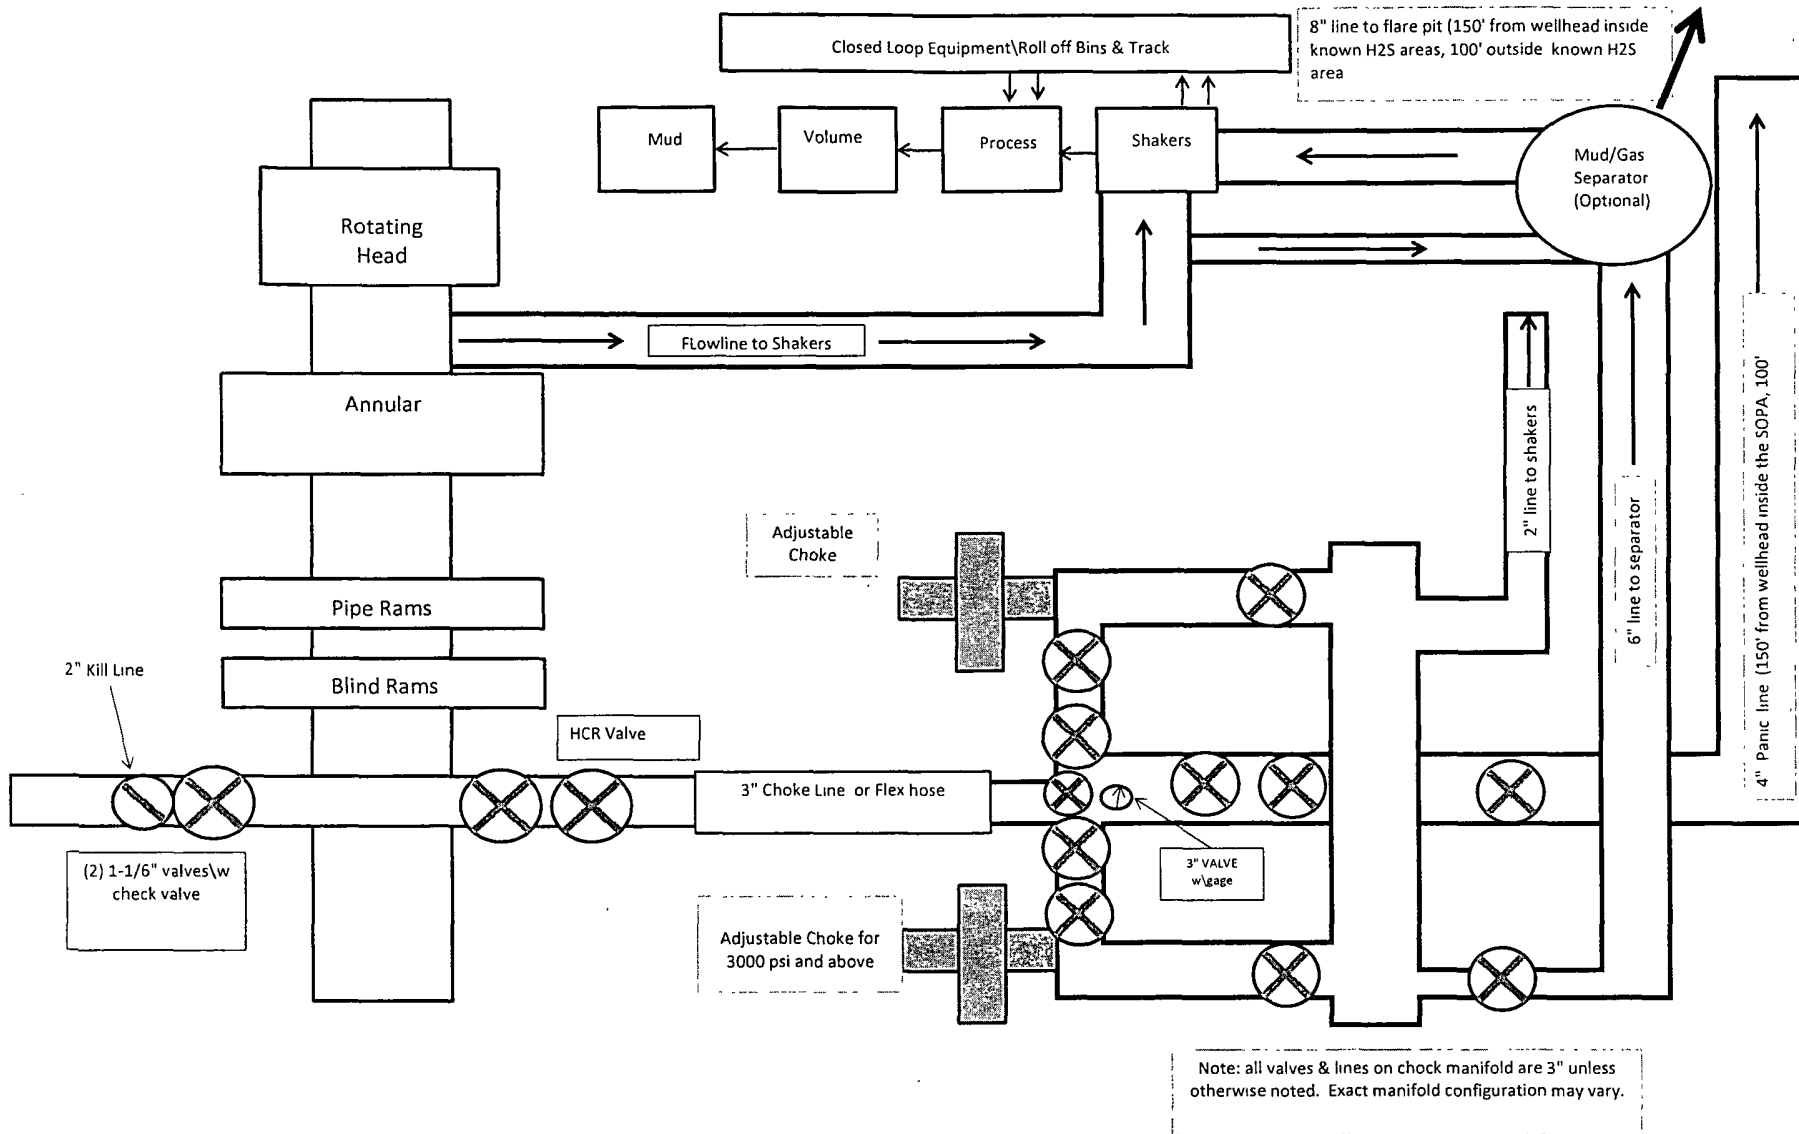 Closed Loop Equipment\Roll off Bins & Track
8" line to flare pit (150' from wellhead inside
known H2S areas, 100' outside known H2S
area
Mud
Volume
Process
Shakers
Mud/Gas
Separator
(Optional)
Rotating
Head
FLowline to Shakers
Annular
Adjustable
Choke
2" line to shakers
6" line to separator
4" Panic line (150' from wellhead inside the SOPA, 100'
Pipe Rams
Blind Rams
2" Kill Line
HCR Valve
3" Choke Line or Flex hose
(2) 1-1/6" valves\w
check valve
3" VALVE
w\gage
Adjustable Choke for
3000 psi and above
Note: all valves & lines on chock manifold are 3" unless
otherwise noted. Exact manifold configuration may vary.